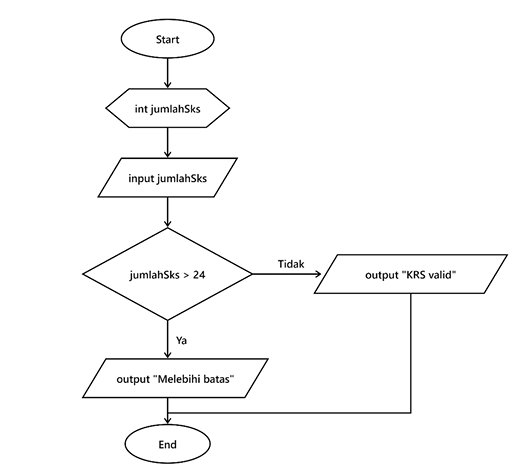 Start
int jumlahSks
input jumlahSks
jumlahSks > 24
Tidak
output "KRS valid"
Ya
output "Melebihi batas"
End